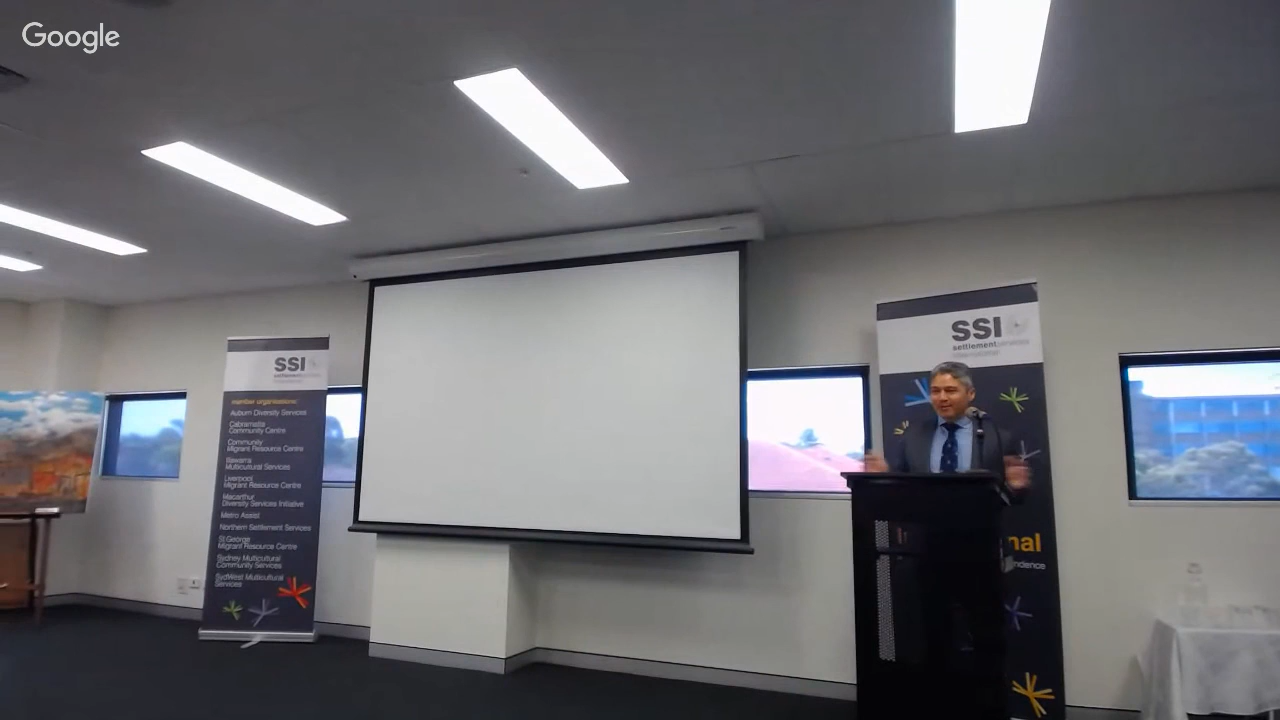 Google
SSI
settlement services
international
member organisations:
Auburn Diversity Services
Cabramatta
Community Centre
Community
Migrant Resource Centre
Illawarra
Multicultural Services
Liverpool
Migrant Resource Centre
Macarthur
Diversity Services Initiative
Metro Assist
Northern Settlement Services
St George
Migrant Resource Centre
Sydney Multicultural
Community Services
SydWest Multicultural
Services
SSI
settlement services
international
nal
ndence